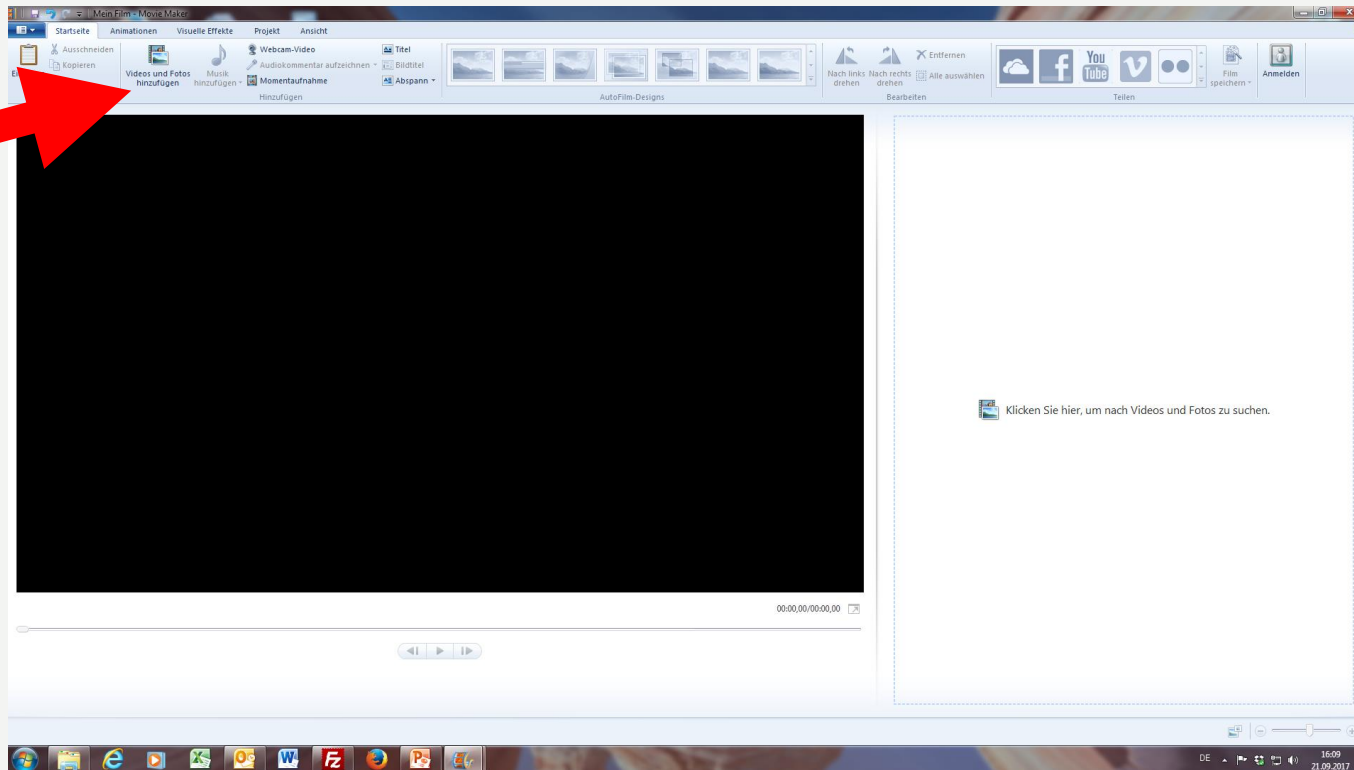 Mein Film - Movie Maker
Startseite Animationen Visuelle Effekte Projekt Ansicht
Ausschneiden
Kopieren
Videos und Fotos
hinzufügen
Musik
hinzufügen
Webcam-Video
Audiokommentar aufzeichnen
Momentaufnahme
Titel
Bildtitel
Abspann
Hinzufügen
AutoFilm-Designs
Nach links
drehen
Nach rechts
drehen
Entfernen
Alle auswählen
Bearbeiten
You
Tube
Teilen
Film
speichern
Anmelden
Klicken Sie hier, um nach Videos und Fotos zu suchen.
00:00,00/00:00,00
DE
16:09
21.09.2017